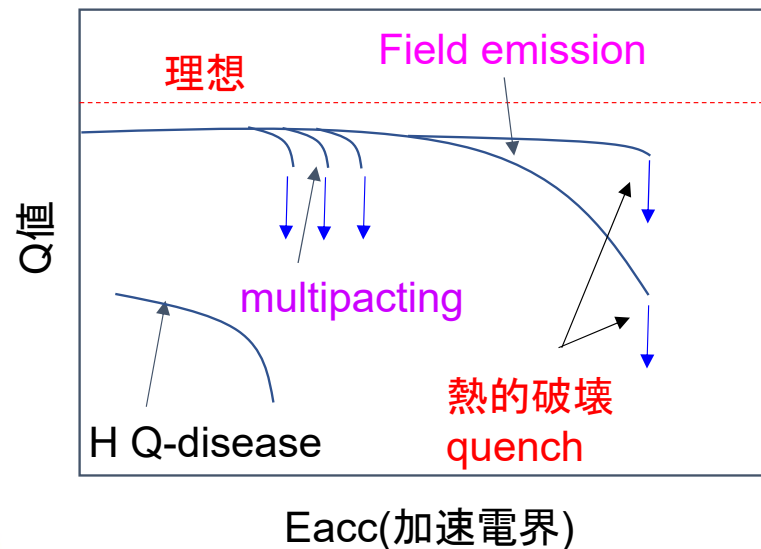 Field emission
理想
Q値
multipacting
H Q-disease
熱的破壊
quench
Eacc(加速電界)